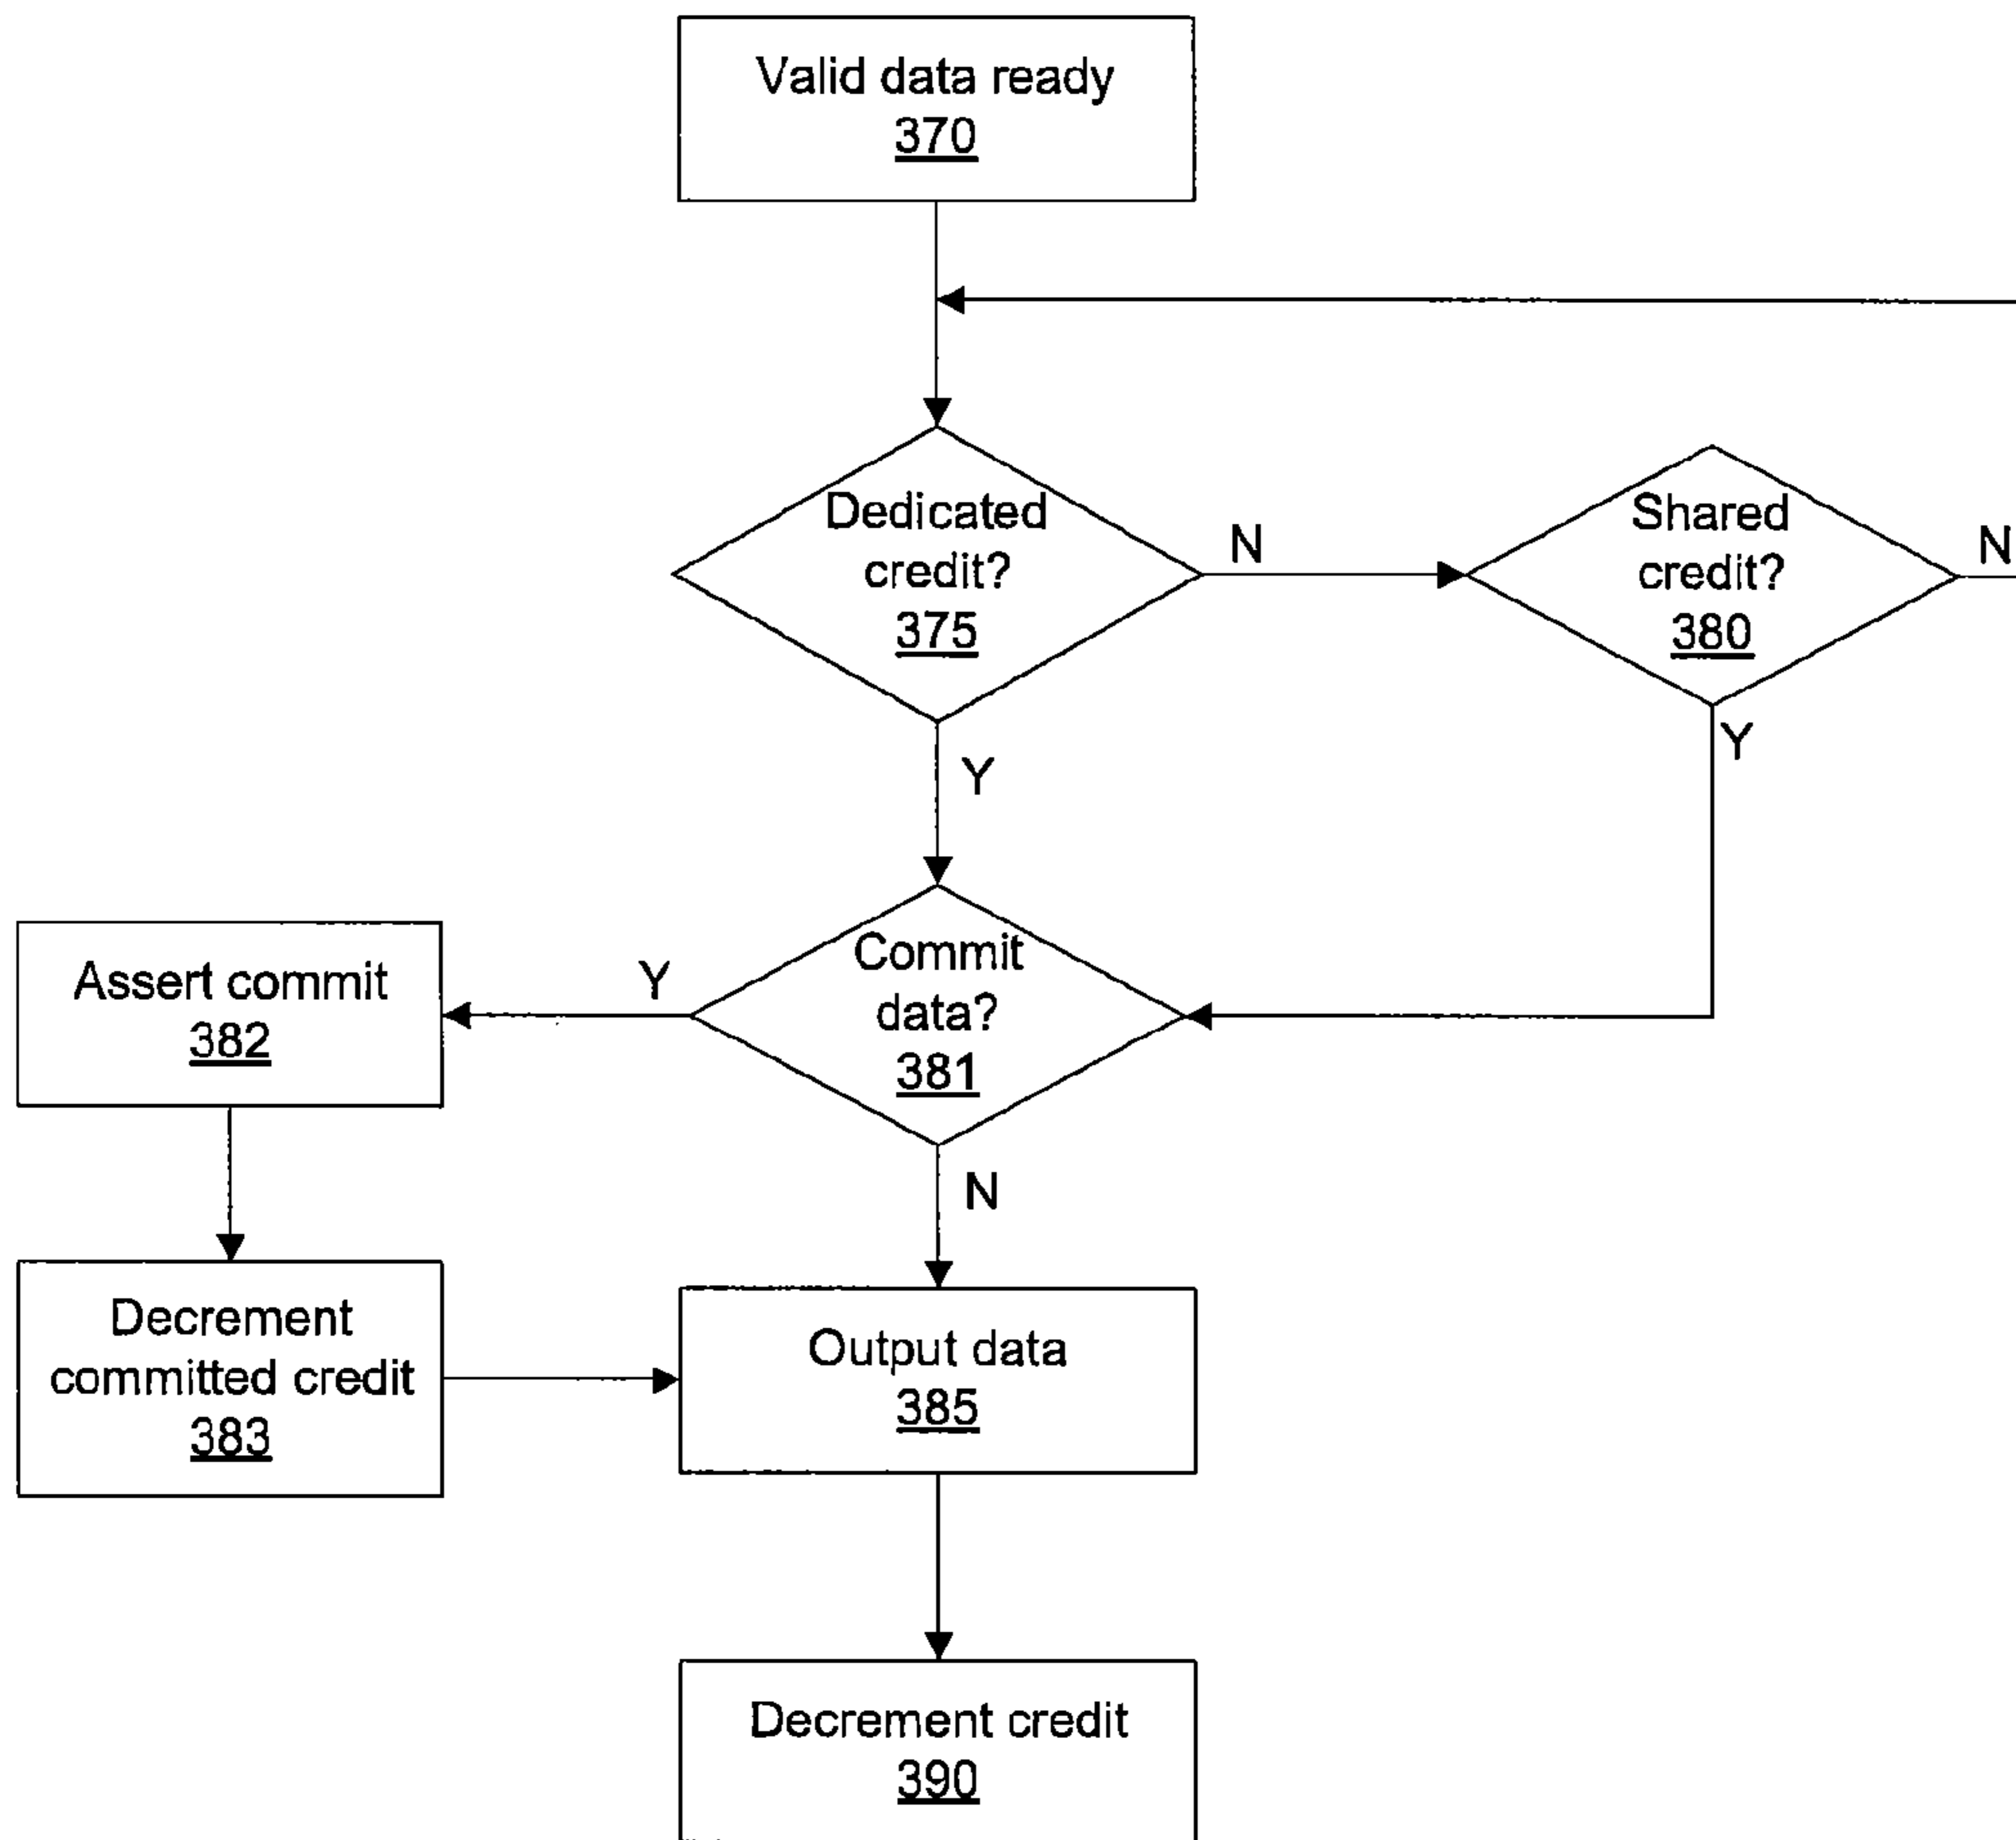 Valid data ready
370
Dedicated
credit?
375
N
Shared
credit?
380
N
Y
Y
Commit
data?
381
Y
Assert commit
382
N
Decrement
committed credit
383
Output data
385
Decrement credit
390